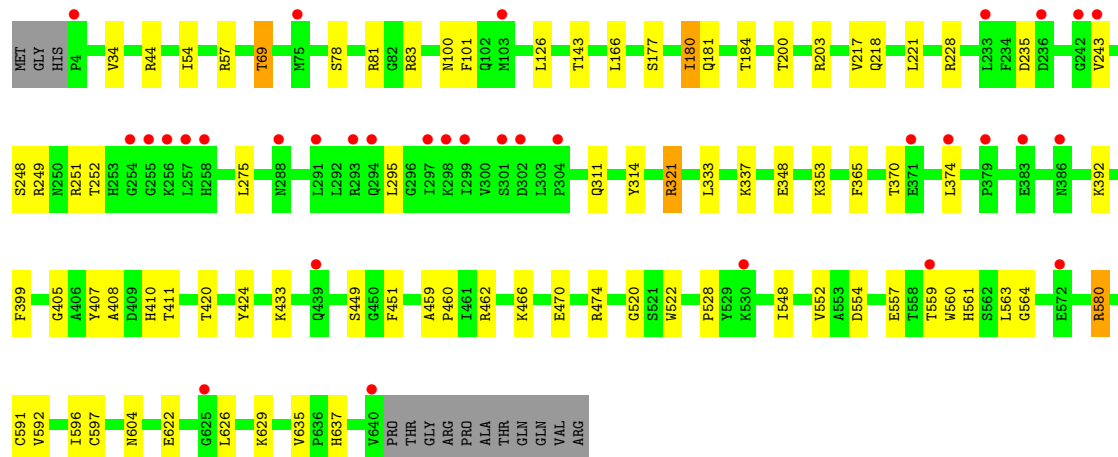 MET GLY HIS P4 V34 R44 I54 R57 T69 M75 S78 R81 G82 R83 N100 F101 Q102 M103 L126 T143 L166 S177 I180 Q181 T184 T200 R203 V217 Q218 L221 R228 L233 F234 D235 D236 G242 V243
S248 R249 N250 R251 T252 H253 G254 G255 K256 L257 H258 L275 N288 L291 L292 R293 Q294 L295 G296 I297 K298 I299 V300 S301 D302 L303 P304 Q311 Y314 R321 L333 K337 E348 K353 F365 T370 E371 L374 P379 E383 N386 K392
F399 G405 A406 Y407 A408 D409 H410 T411 T420 Y424 K433 Q439 S449 G450 F451 A459 P460 I461 R462 K466 E470 R474 G520 S521 W522 P528 Y529 K530 I548 V552 A553 D554 E557 T558 T559 W560 H561 S562 L563 G564 E572 R580
C591 V592 I596 C597 N604 E622 G625 L626 K629 V635 P636 H637 V640 PRO THR GLY ARG PRO ALA THR GLN GLN VAL ARG